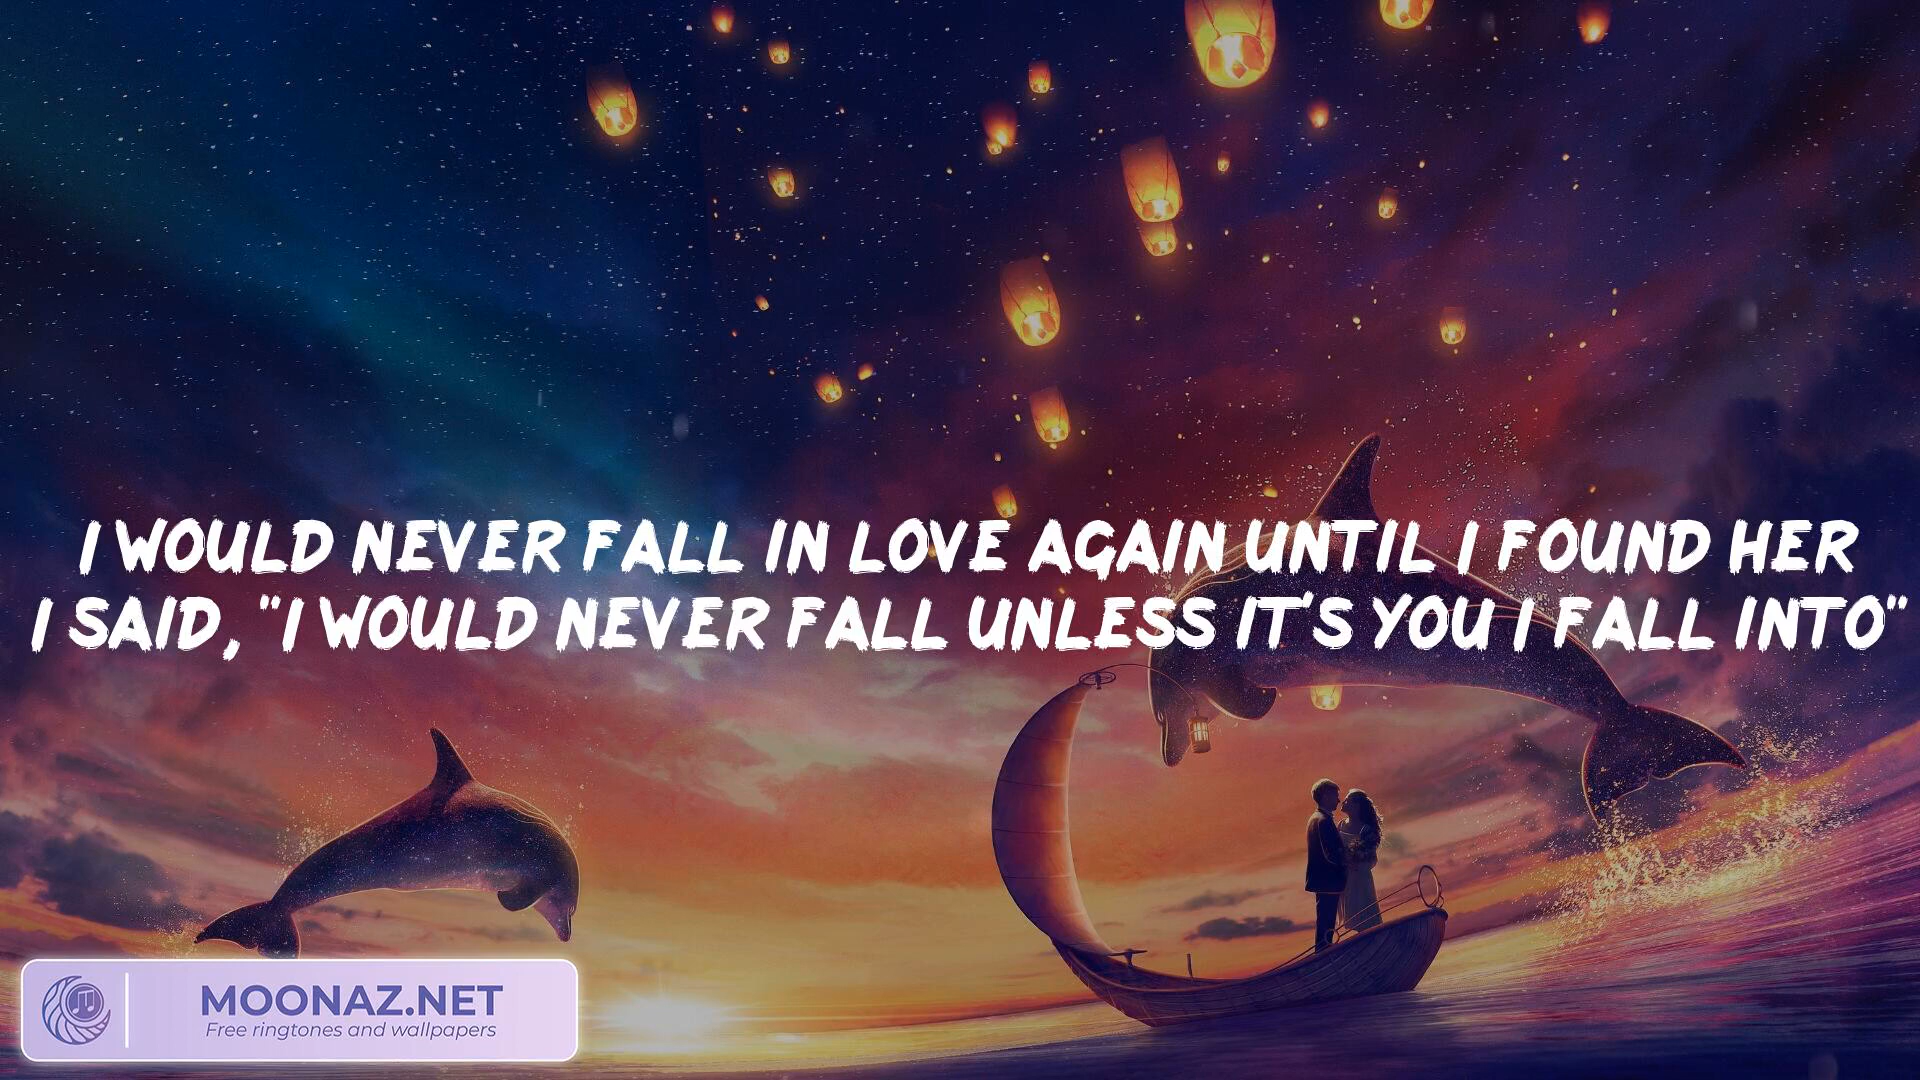 I WOULD NEVER FALL IN LOVE AGAIN UNTIL I FOUND HER
I SAID, "I WOULD NEVER FALL UNLESS IT'S YOU I FALL INTO"
MOONAZ.NET
Free ringtones and wallpapers